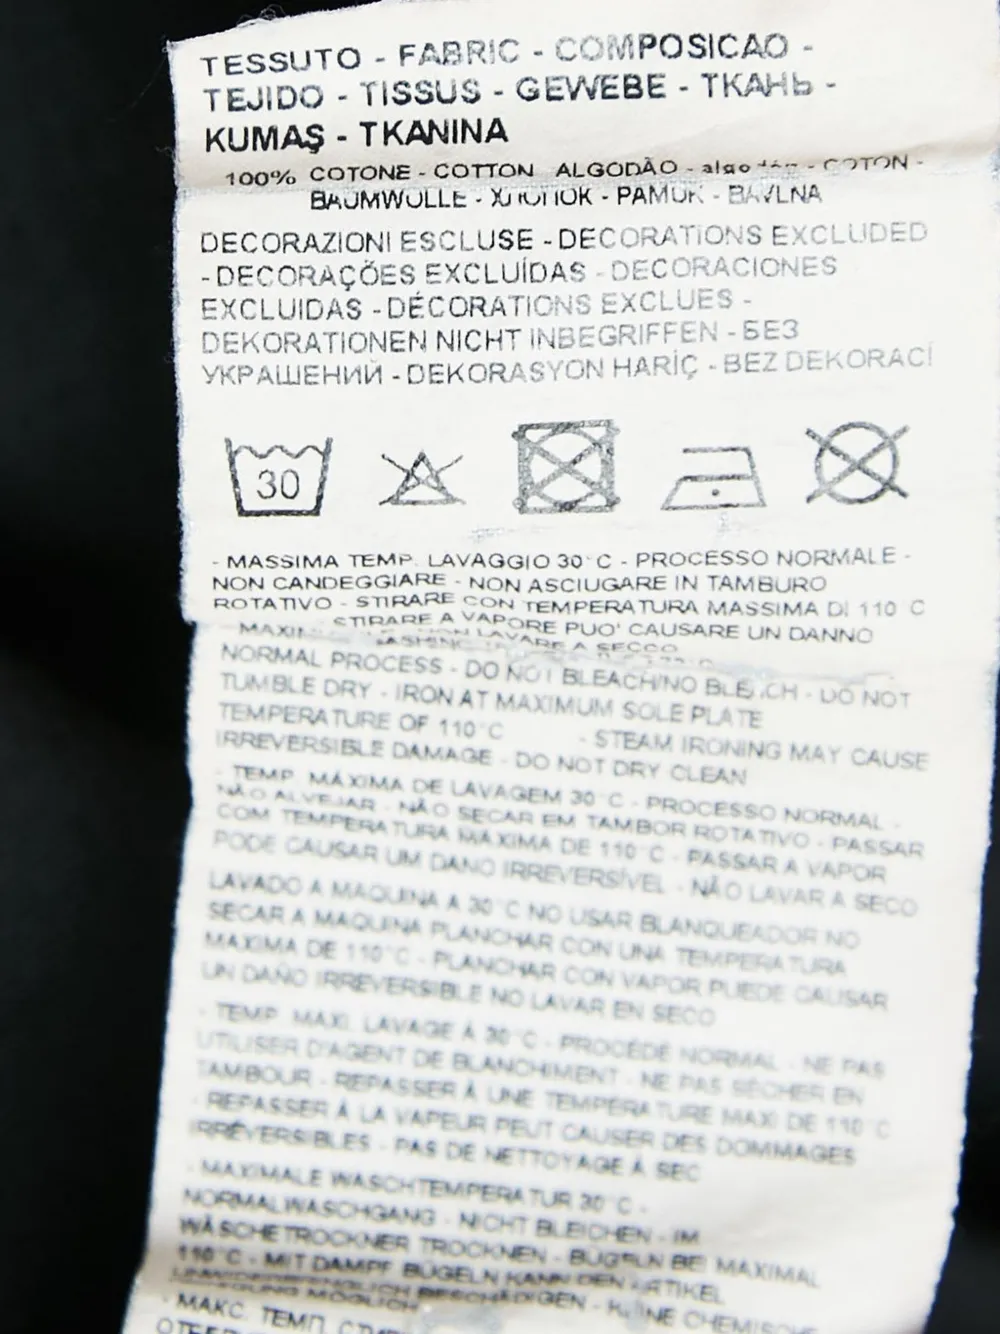 TESSUTO - FABRIC - COMPOSICAO -
TEJIDO - TISSUS - GEWEBE - ТКАНЬ -
KUMAŞ - TKANINA
100% COTONE - COTTON ALGODÃO - algodón - COTON -
BAUMWOLLE - ХЛОПОК - PAMUK - BAVLNA
DECORAZIONI ESCLUSE - DECORATIONS EXCLUDED
- DECORAÇÕES EXCLUÍDAS - DECORACIONES
EXCLUIDAS - DÉCORATIONS EXCLUES -
DEKORATIONEN NICHT INBEGRIFFEN - БЕЗ
УКРАШЕНИЙ - DEKORASYON HARİÇ - BEZ DEKORACÍ
30
- MASSIMA TEMP. LAVAGGIO 30°C - PROCESSO NORMALE -
NON CANDEGGIARE - NON ASCIUGARE IN TAMBURO
ROTATIVO - STIRARE CON TEMPERATURA MASSIMA DI 110°C
- STIRARE A VAPORE PUO' CAUSARE UN DANNO
NON LAVARE A SECCO
NORMAL PROCESS - DO NOT BLEACH/NO BLEACH - DO NOT
TUMBLE DRY - IRON AT MAXIMUM SOLE PLATE
TEMPERATURE OF 110°C - STEAM IRONING MAY CAUSE
IRREVERSIBLE DAMAGE - DO NOT DRY CLEAN
- TEMP. MÁXIMA DE LAVAGEM 30°C - PROCESSO NORMAL -
NÃO ALVEJAR - NÃO SECAR EM TAMBOR ROTATIVO - PASSAR
COM TEMPERATURA MÁXIMA DE 110°C - PASSAR A VAPOR
PODE CAUSAR UM DANO IRREVERSÍVEL - NÃO LAVAR A SECO
LAVADO A MAQUINA A 30°C NO USAR BLANQUEADOR NO
SECAR A MAQUINA PLANCHAR CON UNA TEMPERATURA
MAXIMA DE 110°C - PLANCHAR CON VAPOR PUEDE CAUSAR
UN DAÑO IRREVERSIBLE NO LAVAR EN SECO
- TEMP. MAXI. LAVAGE À 30°C - PROCÉDÉ NORMAL - NE PAS
UTILISER D'AGENT DE BLANCHIMENT - NE PAS SÉCHER EN
TAMBOUR - REPASSER À UNE TEMPÉRATURE MAXI DE 110°C
- REPASSER À LA VAPEUR PEUT CAUSER DES DOMMAGES
IRRÉVERSIBLES - PAS DE NETTOYAGE À SEC
- MAXIMALE WASCHTEMPERATUR 30°C -
NORMALWASCHGANG - NICHT BLEICHEN - IM
WÄSCHETROCKNER TROCKNEN - BÜGELN BEI MAXIMAL
110°C - MIT DAMPF BÜGELN KANN DEN ARTIKEL
BESCHÄDIGEN - KEINE CHEMISCHE
- МАКС. ТЕМП.